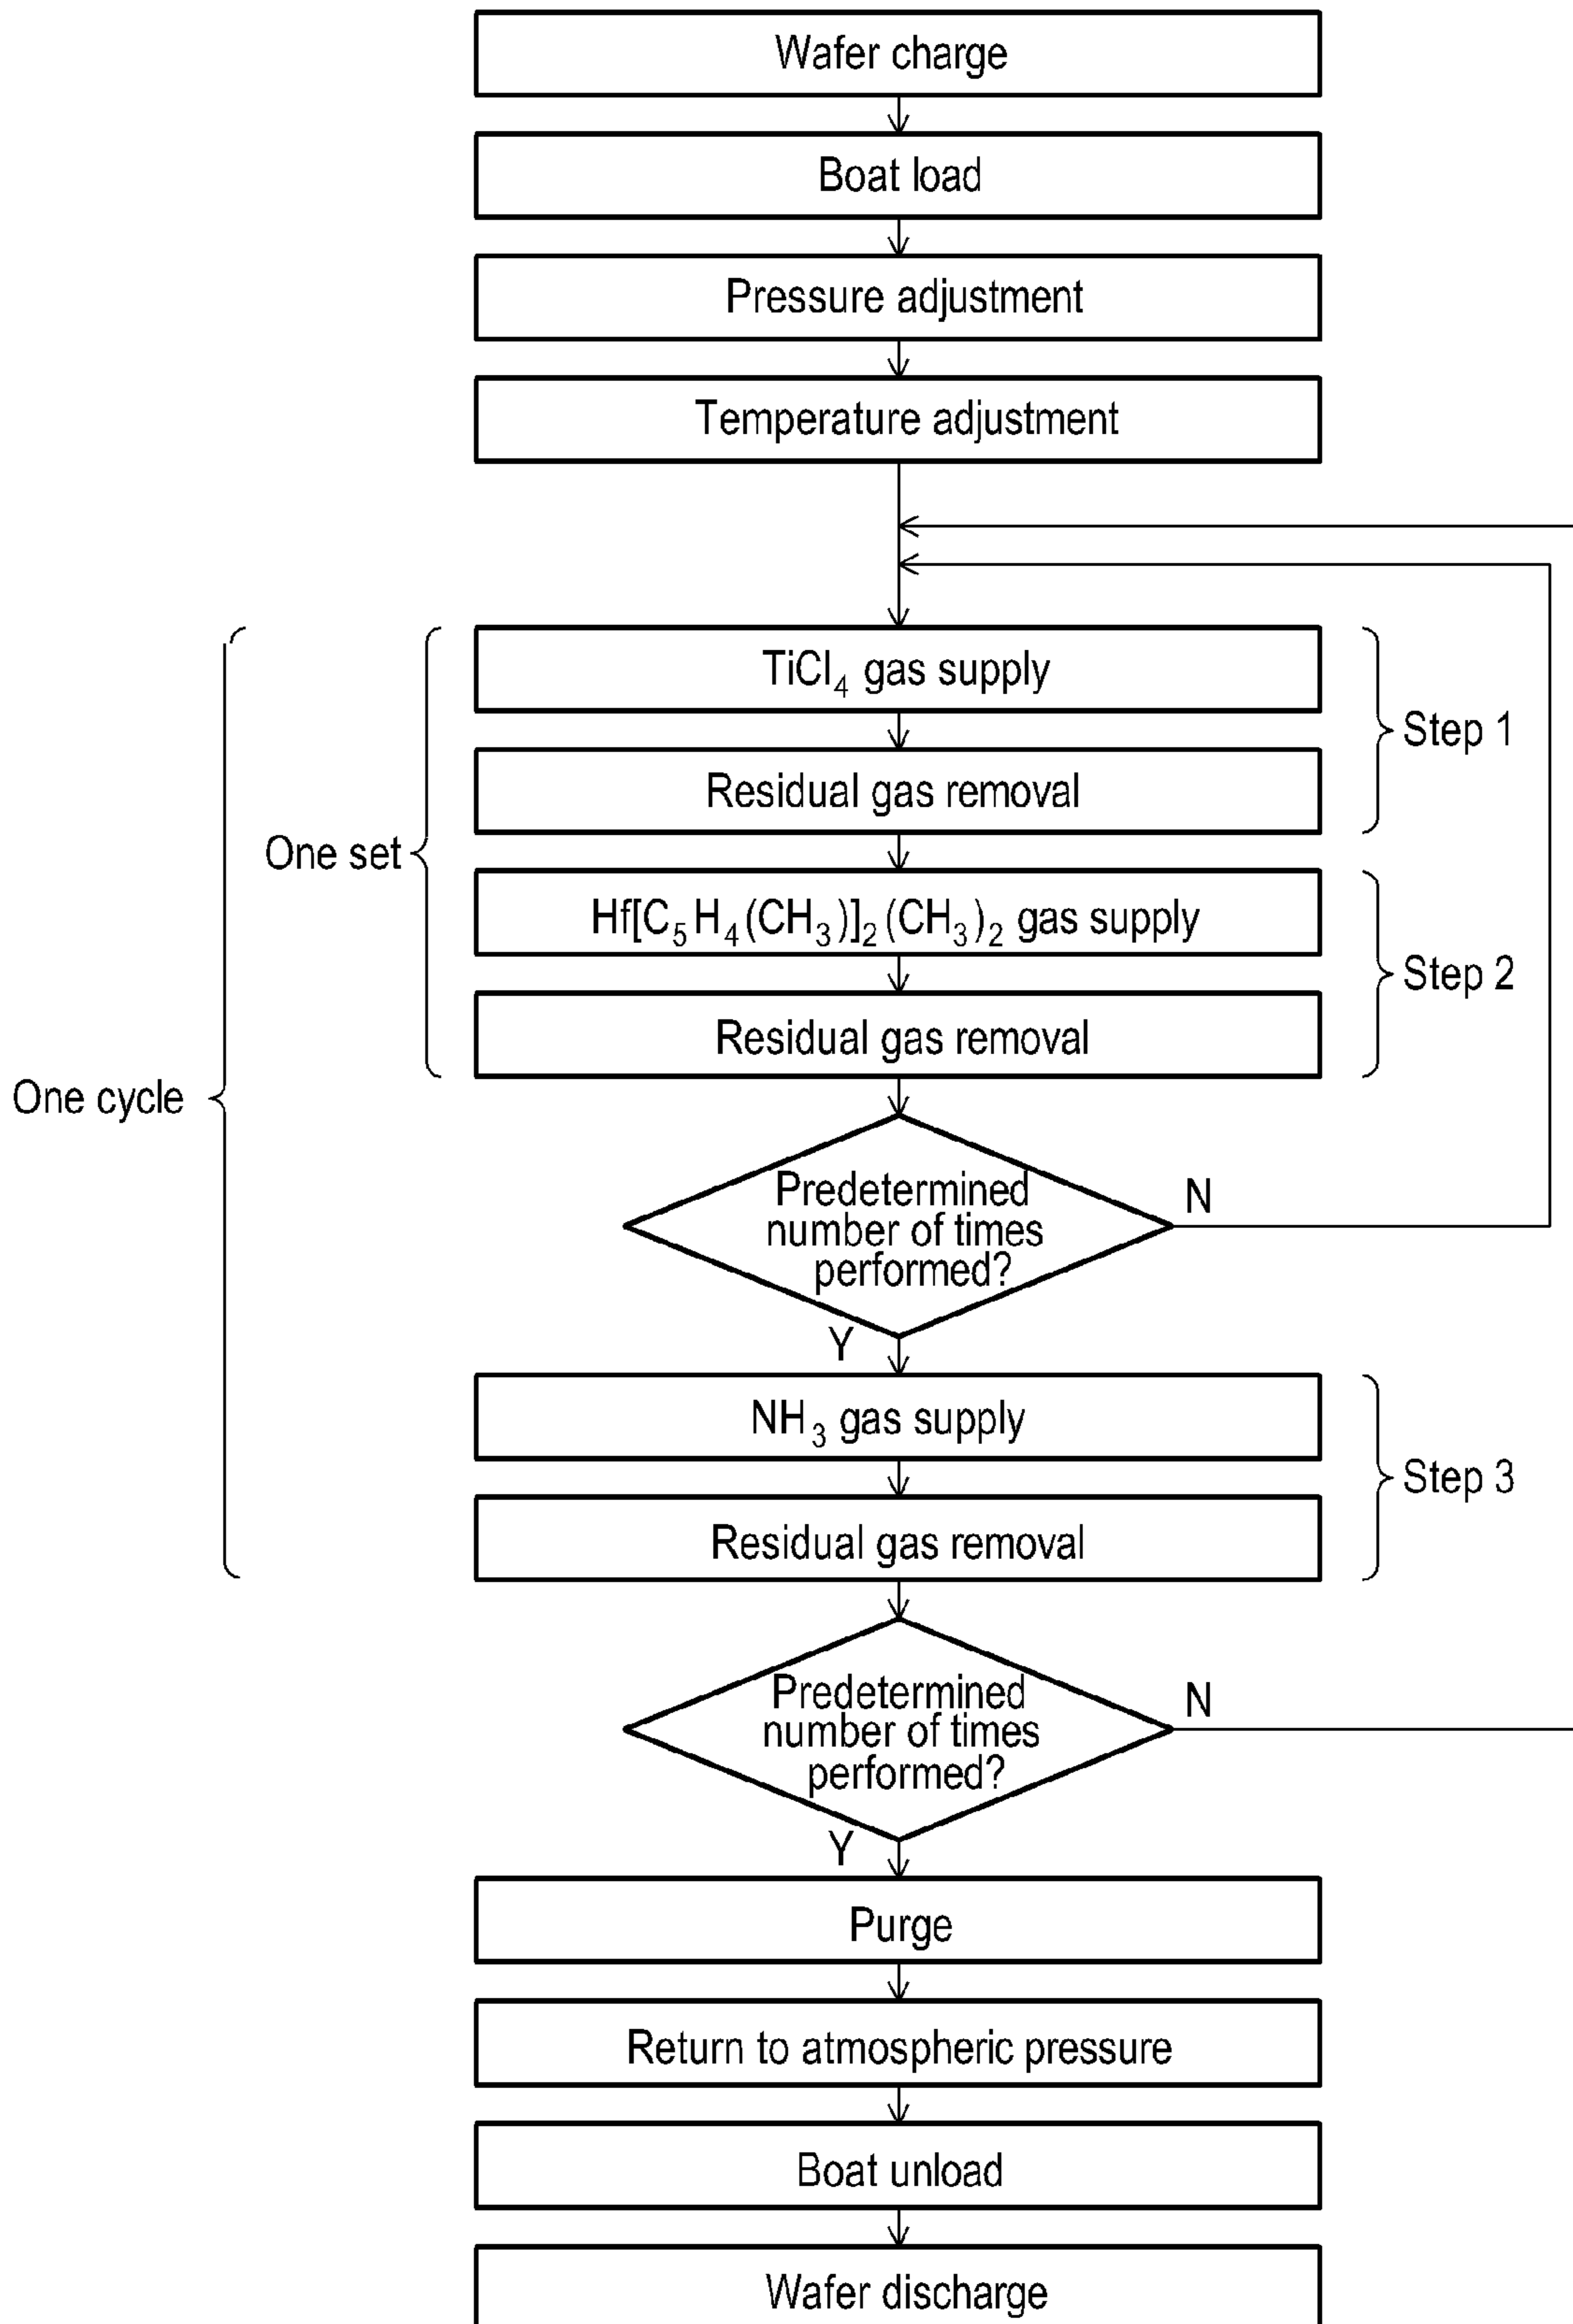 Wafer charge
Boat load
Pressure adjustment
Temperature adjustment
TiCl₄ gas supply
Step 1
Residual gas removal
One set
Hf[C₅H₄(CH₃)]₂(CH₃)₂ gas supply
Step 2
Residual gas removal
One cycle
Predetermined
number of times
performed?
N
Y
NH₃ gas supply
Step 3
Residual gas removal
Predetermined
number of times
performed?
N
Y
Purge
Return to atmospheric pressure
Boat unload
Wafer discharge